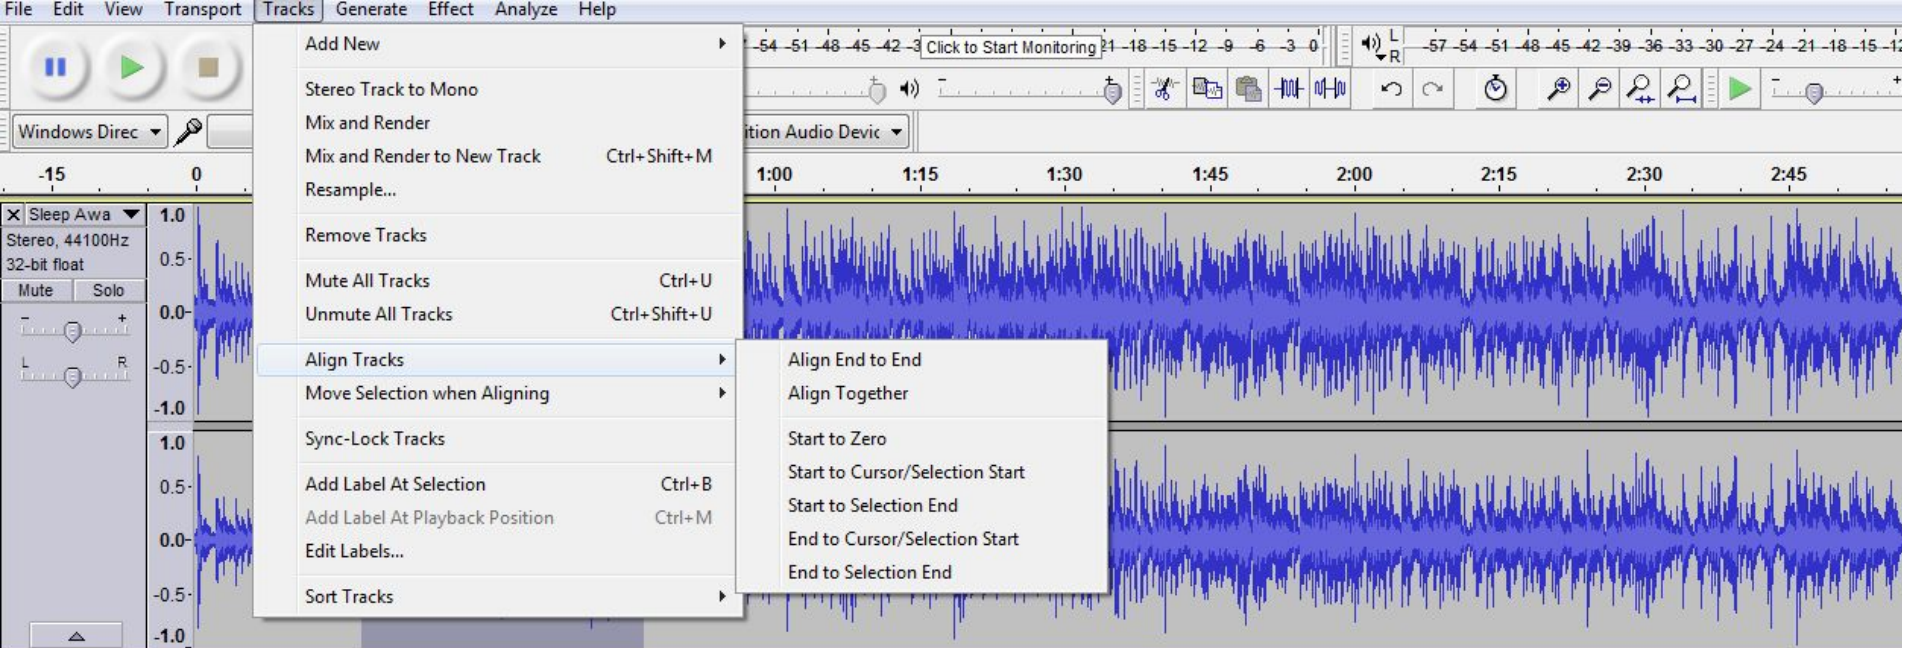 File Edit View Transport Tracks Generate Effect Analyze Help
Add New
-54 -51 -48 -45 -42 -3 Click to Start Monitoring 21 -18 -15 -12 -9 -6 -3 0
L
R
-57 -54 -51 -48 -45 -42 -39 -36 -33 -30 -27 -24 -21 -18 -15 -12
Stereo Track to Mono
Mix and Render
Mix and Render to New Track Ctrl+Shift+M
Resample...
Remove Tracks
Mute All Tracks Ctrl+U
Unmute All Tracks Ctrl+Shift+U
Align Tracks
Move Selection when Aligning
Sync-Lock Tracks
Add Label At Selection Ctrl+B
Add Label At Playback Position Ctrl+M
Edit Labels...
Sort Tracks
Align End to End
Align Together
Start to Zero
Start to Cursor/Selection Start
Start to Selection End
End to Cursor/Selection Start
End to Selection End
Windows Direc
ition Audio Devic
-15 0 1:00 1:15 1:30 1:45 2:00 2:15 2:30 2:45
X Sleep Awa
Stereo, 44100Hz
32-bit float
Mute Solo
- +
L R
1.0
0.5
0.0
-0.5
-1.0
1.0
0.5
0.0
-0.5
-1.0